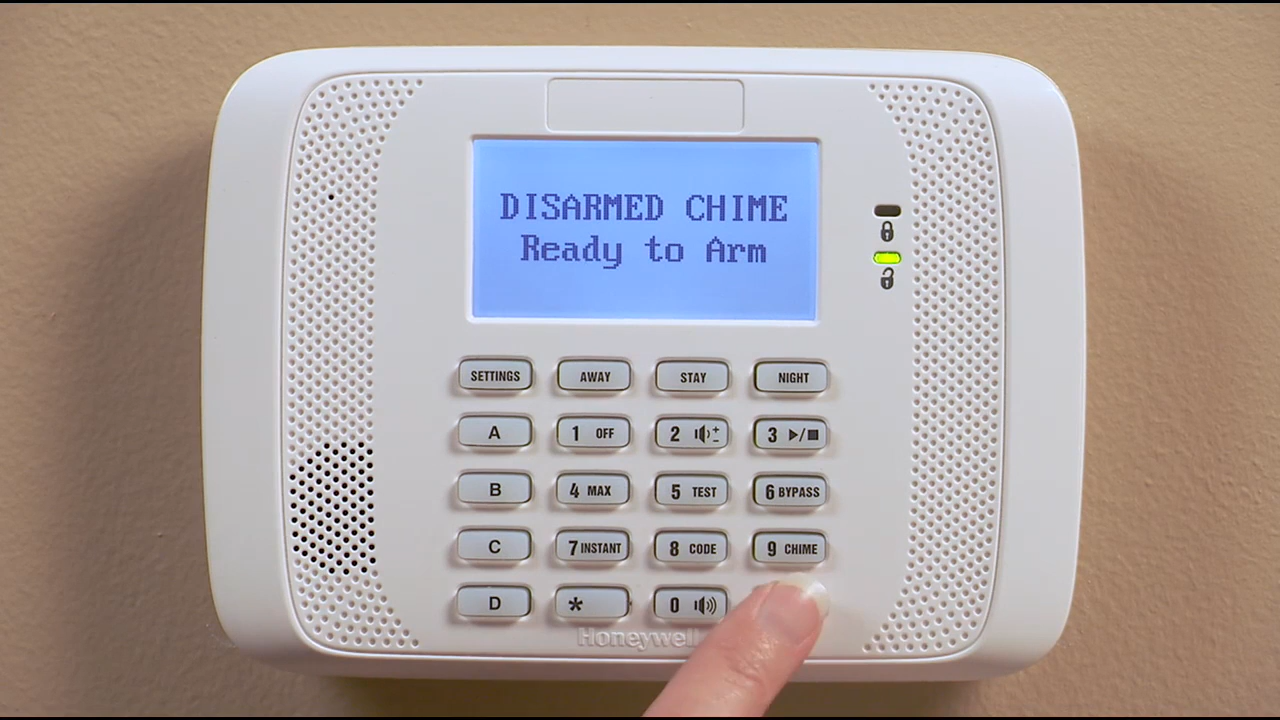 DISARMED CHIME
Ready to Arm
SETTINGS AWAY STAY NIGHT
A 1 OFF 2 + - 3
B 4 MAX 5 TEST 6 BYPASS
C 7 INSTANT 8 CODE 9 CHIME
D * 0
Honeywell